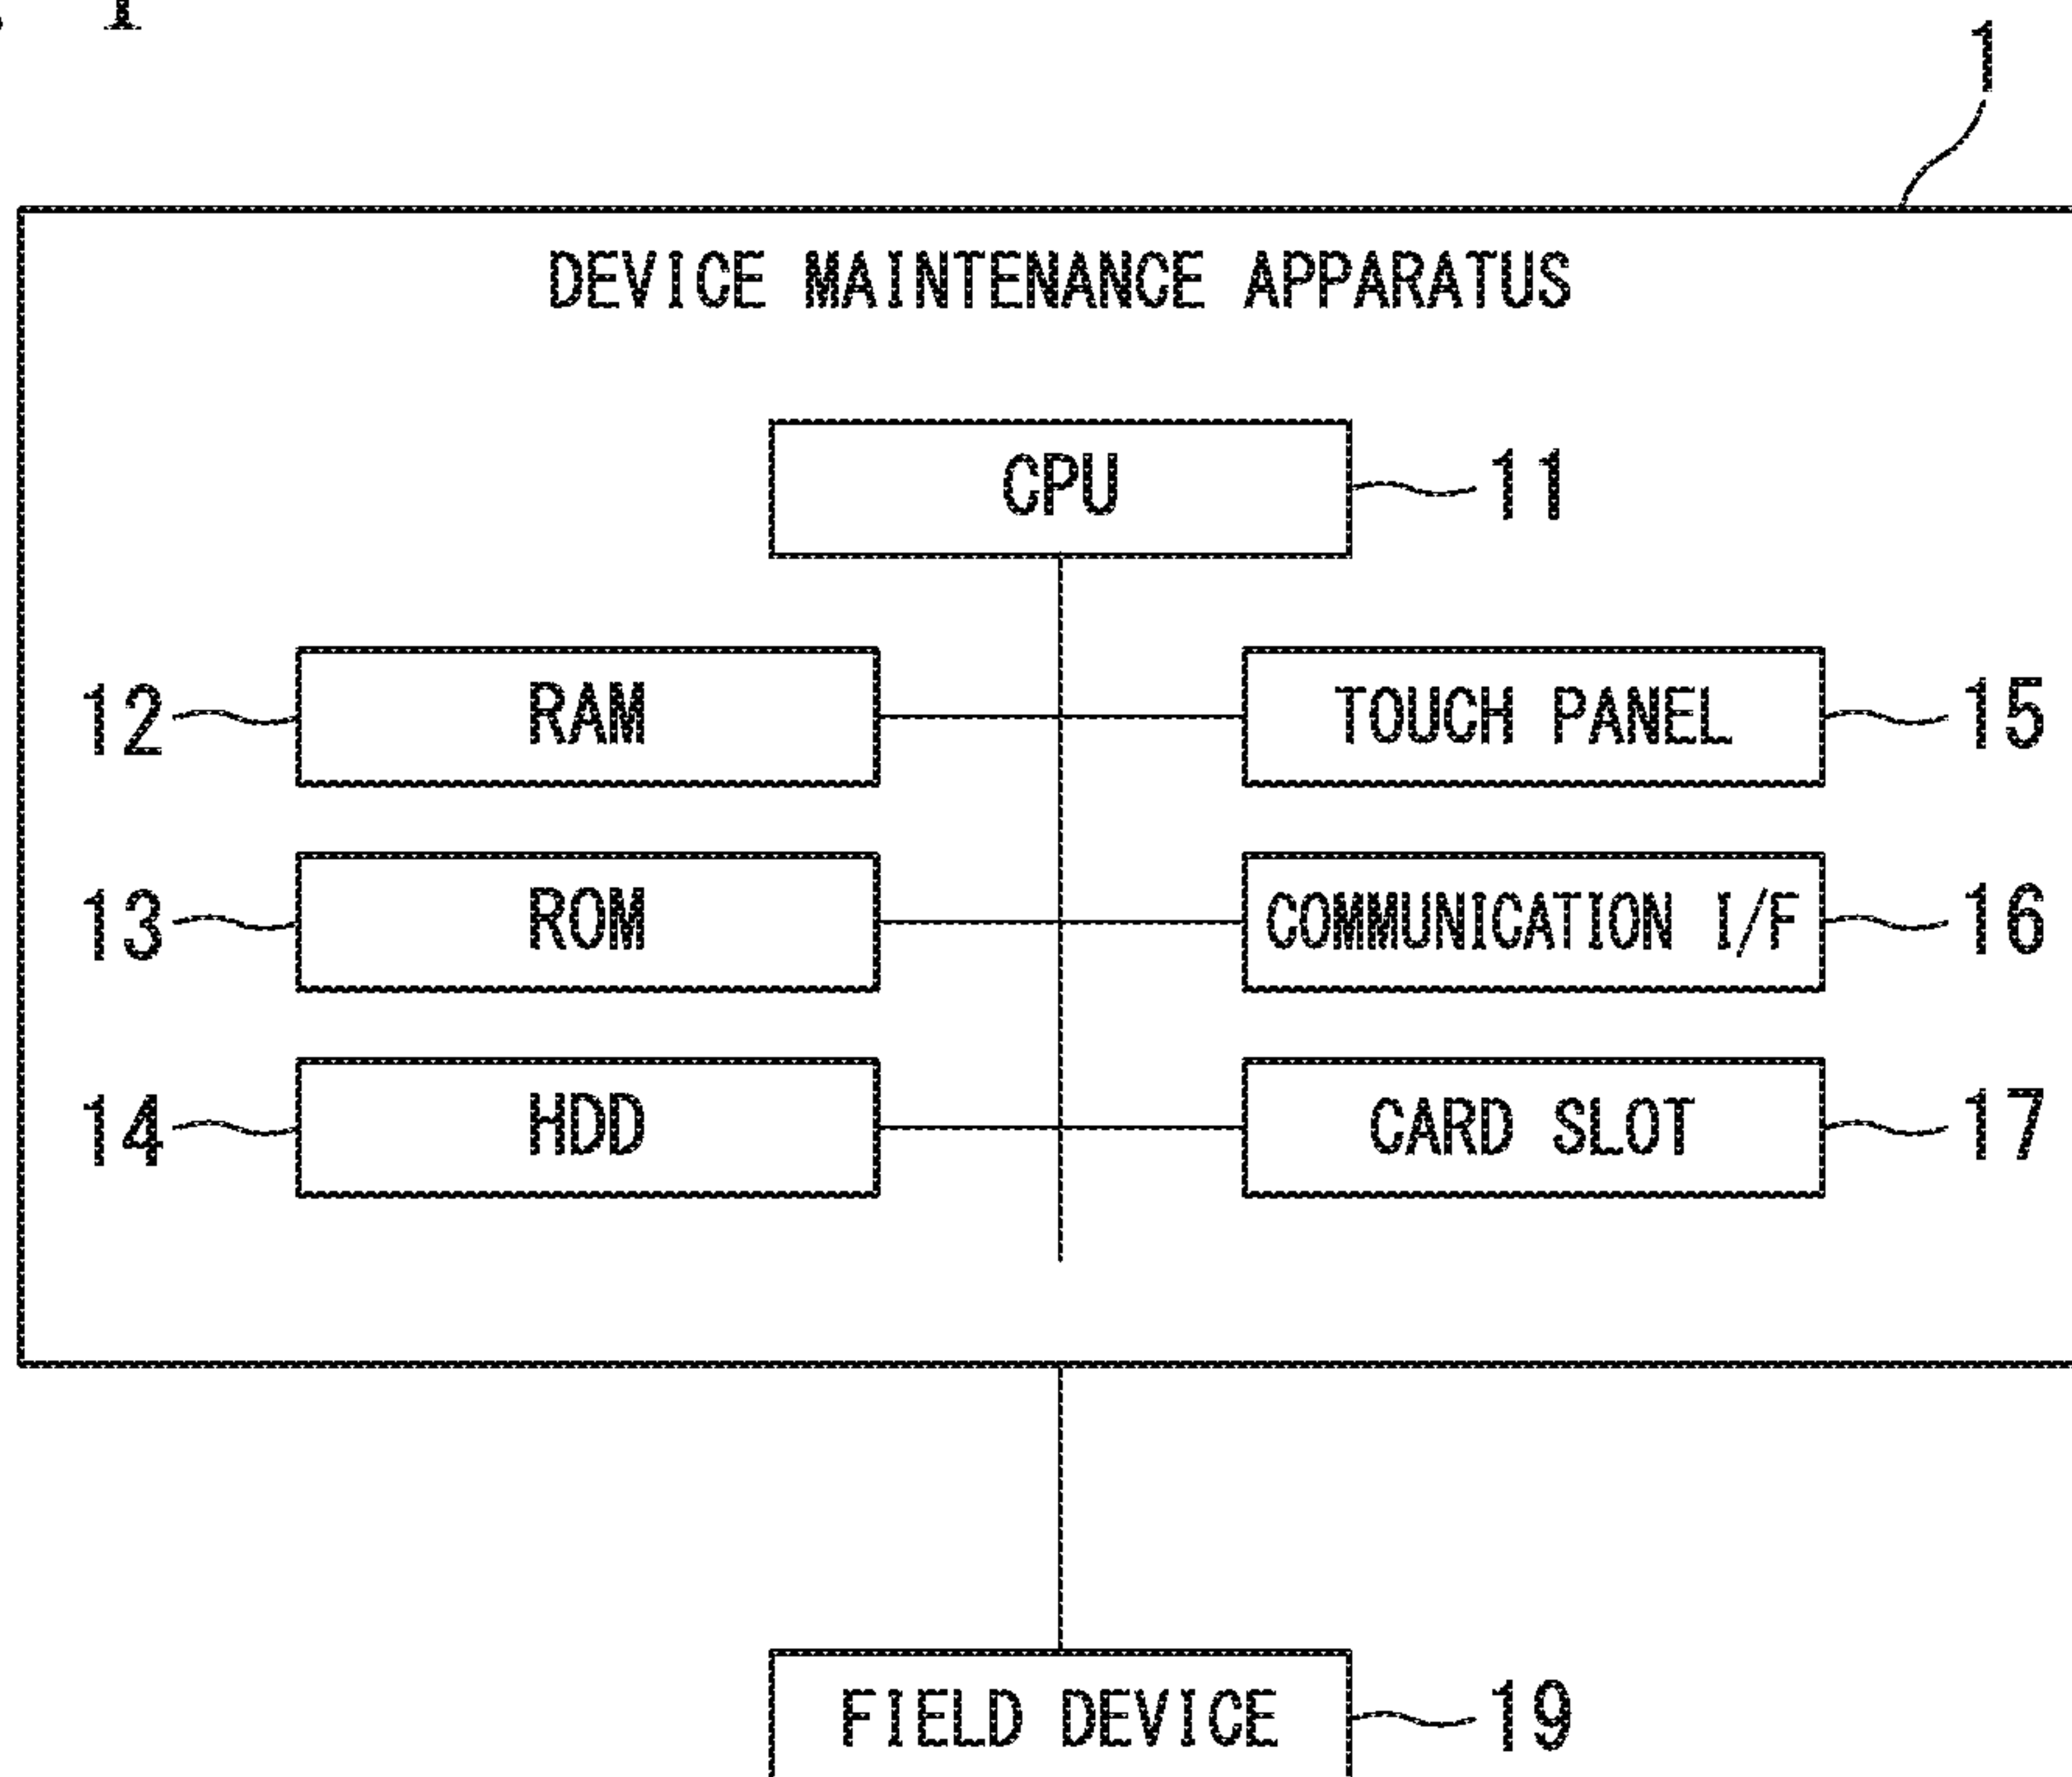 1
1
DEVICE MAINTENANCE APPARATUS
CPU 11
12 RAM TOUCH PANEL 15
13 ROM COMMUNICATION I/F 16
14 HDD CARD SLOT 17
FIELD DEVICE 19